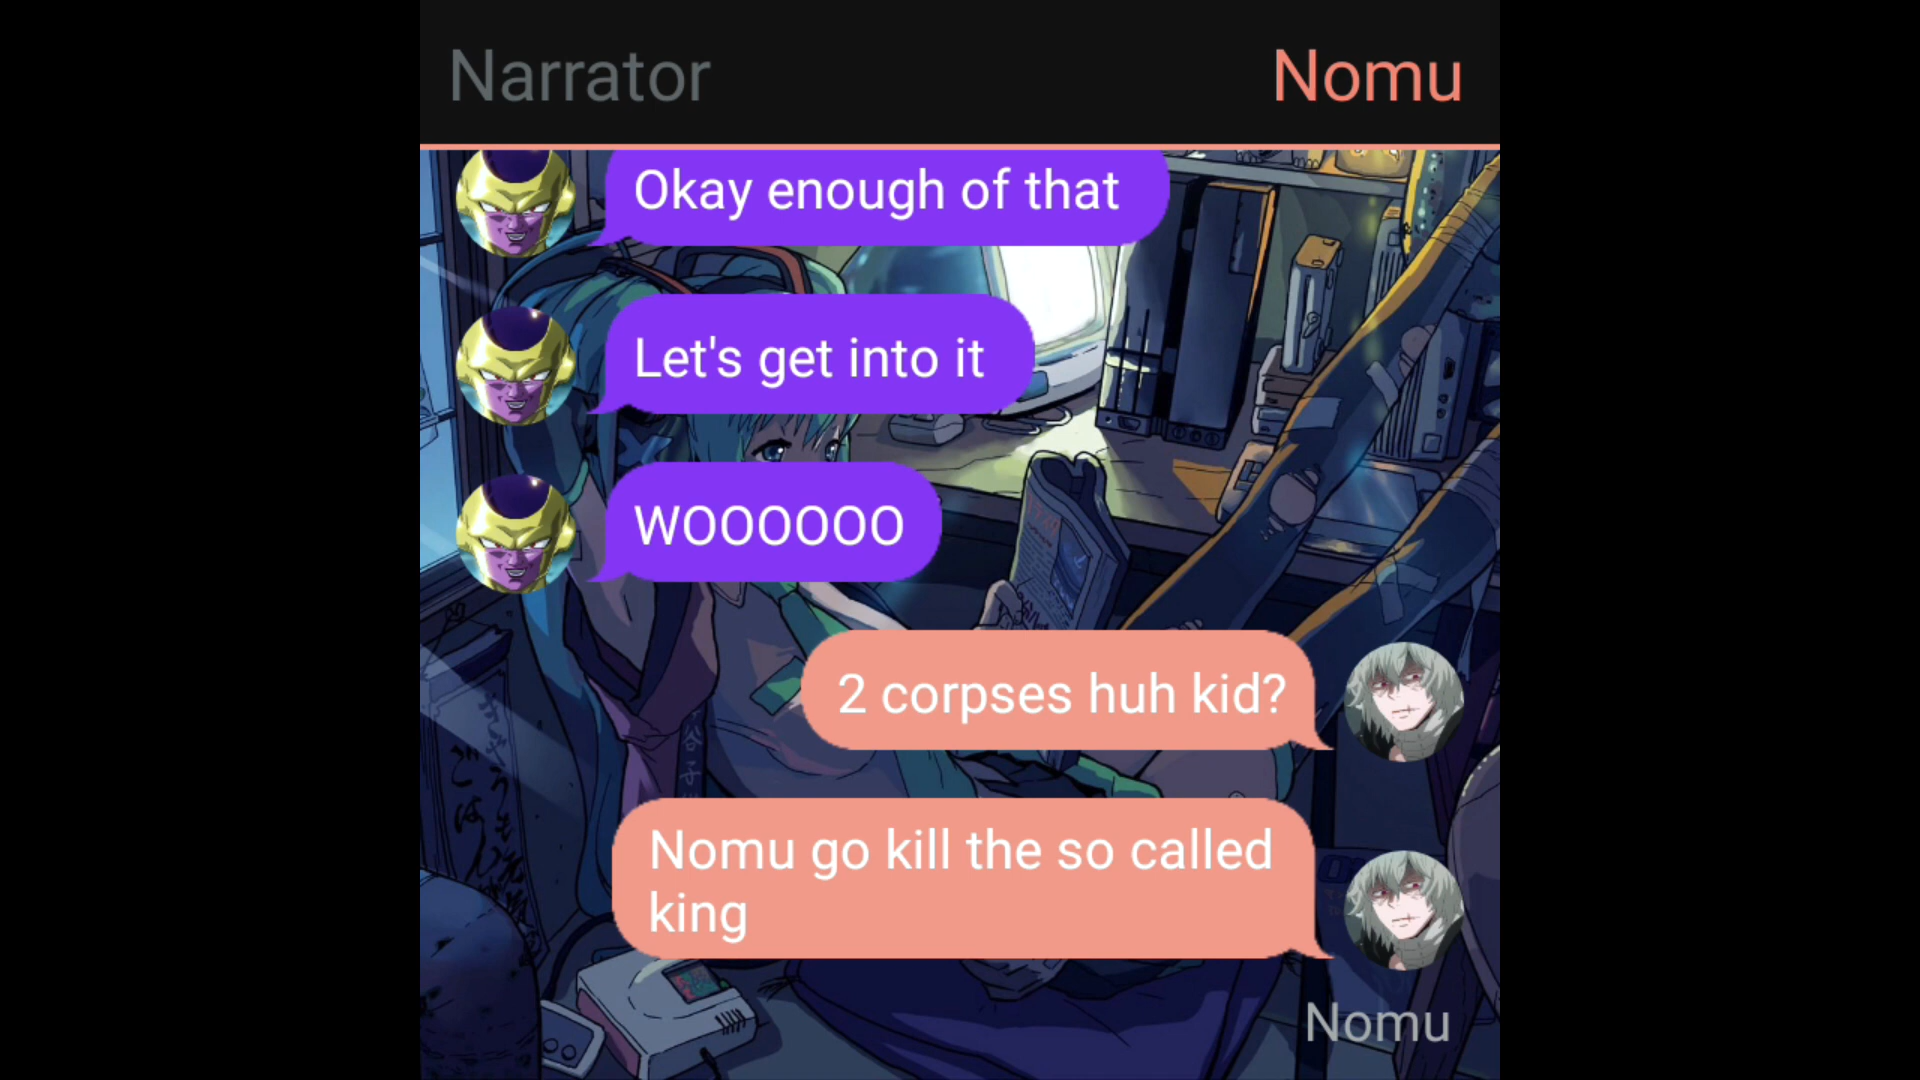 Narrator
Nomu
Okay enough of that
Let's get into it
WOOOOOO
2 corpses huh kid?
Nomu go kill the so called
king
Nomu